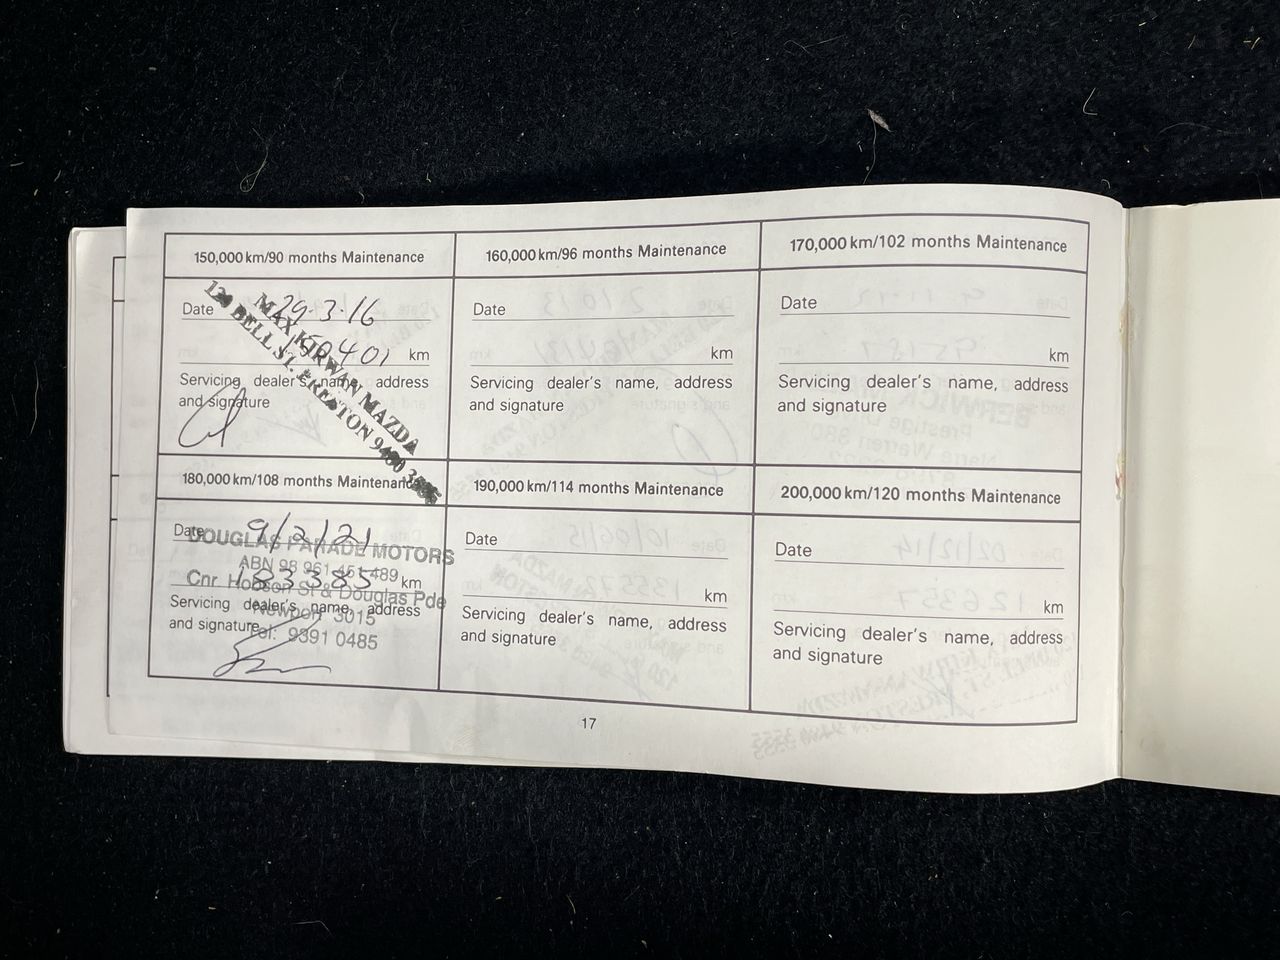 150,000 km/90 months Maintenance
Date 29-3-16
150401 km
Servicing dealer's name, address
and signature
MAX KIRWAN MAZDA
120 BELL ST. PRESTON 9480
160,000 km/96 months Maintenance
Date
km
Servicing dealer's name, address
and signature
170,000 km/102 months Maintenance
Date
km
Servicing dealer's name, address
and signature
180,000 km/108 months Maintenance
Date 9/2/21
183385 km
Servicing dealer's name, address
and signature
DOUGLAS PARADE MOTORS
ABN 98 961 461 489
Cnr Hobson St & Douglas Pde
Newport 3015
Tel: 9391 0485
190,000 km/114 months Maintenance
Date
km
Servicing dealer's name, address
and signature
200,000 km/120 months Maintenance
Date
km
Servicing dealer's name, address
and signature
17